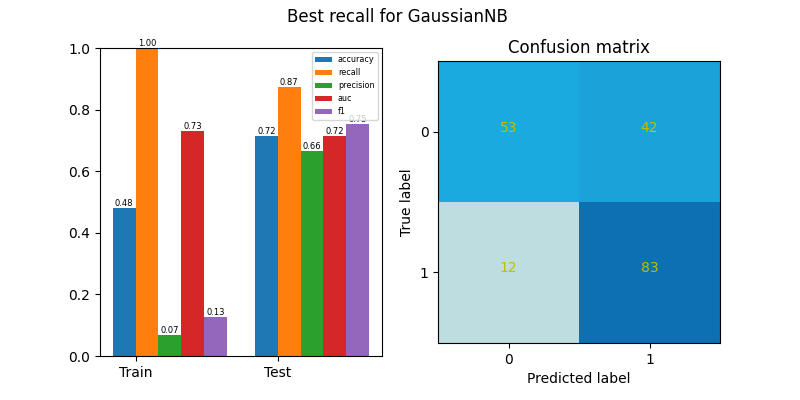 Best recall for GaussianNB
1.0
0.8
0.6
0.4
0.2
0.0
0.48
1.00
0.07
0.73
0.13
0.72
0.87
0.66
0.72
0.75
accuracy
recall
precision
auc
f1
Train
Test
Confusion matrix
True label
0
1
53
42
12
83
0
1
Predicted label